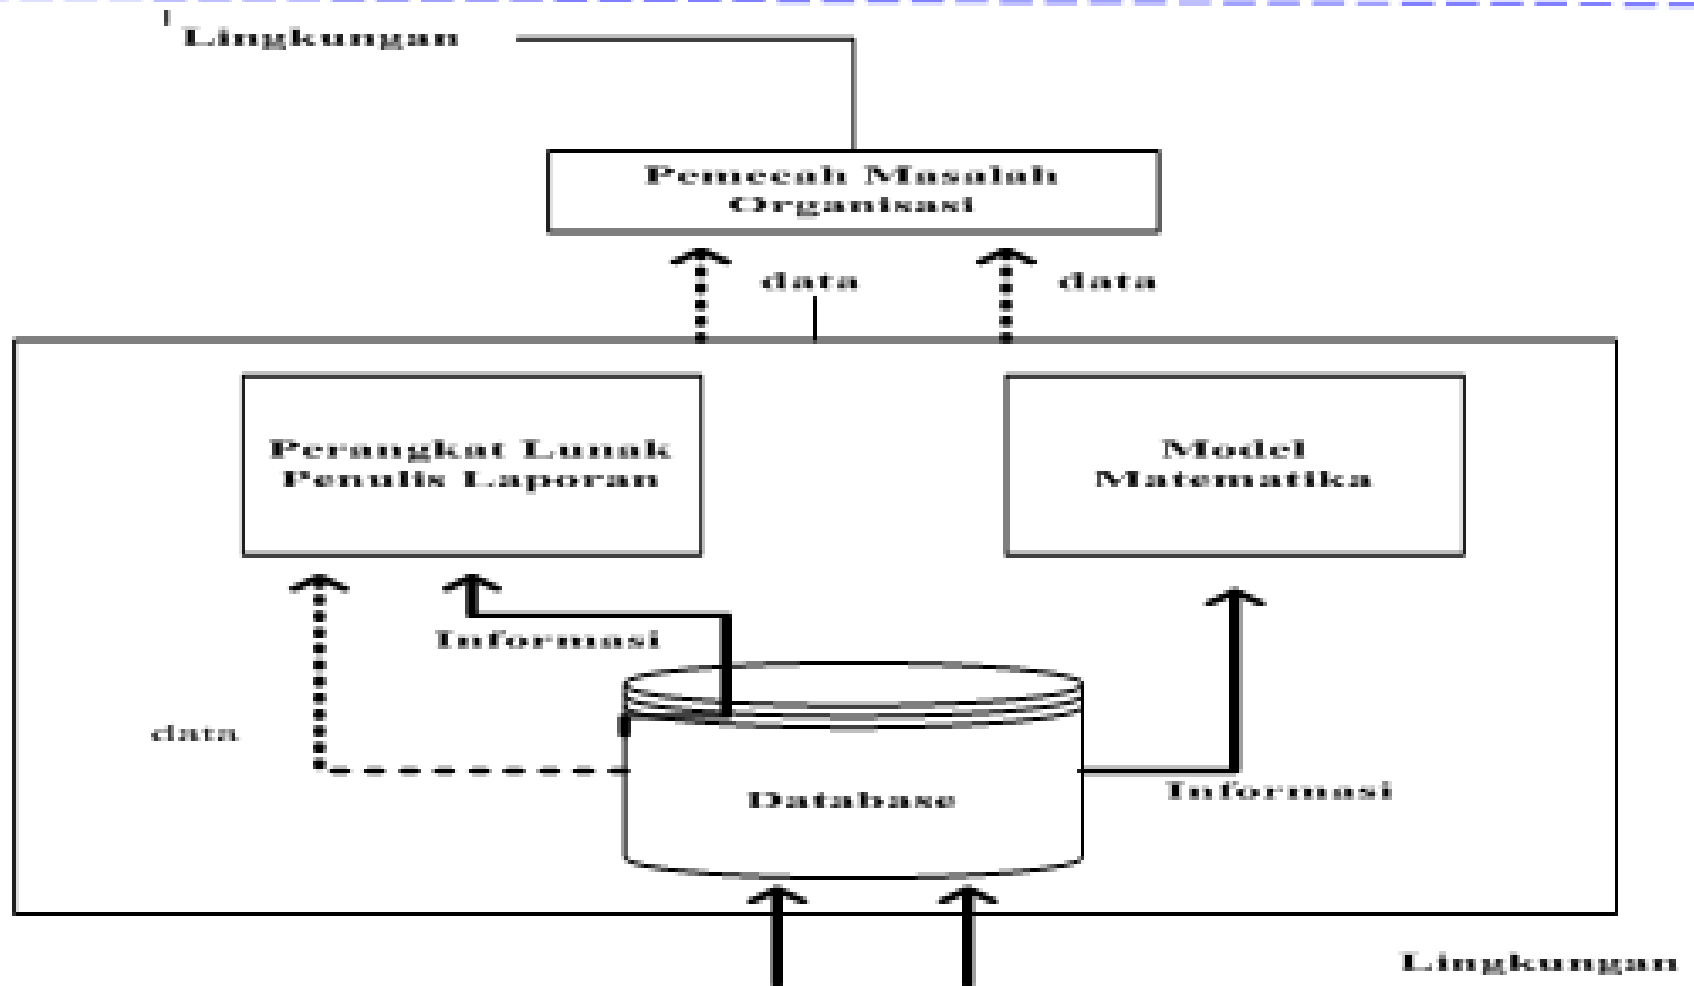 Lingkungan
Pemecah Masalah
Organisasi
data
data
Perangkat Lunak
Penulis Laporan
Model
Matematika
Informasi
data
Informasi
Database
Lingkungan